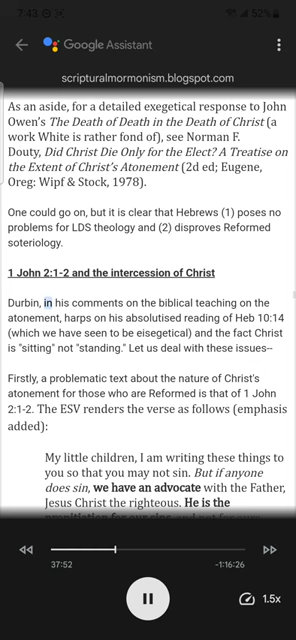 7:43
52%
Google Assistant
scripturalmormonism.blogspot.com
As an aside, for a detailed exegetical response to John
Owen's The Death of Death in the Death of Christ (a
work White is rather fond of), see Norman F.
Douty, Did Christ Die Only for the Elect? A Treatise on
the Extent of Christ's Atonement (2d ed; Eugene,
Oreg: Wipf & Stock, 1978).
One could go on, but it is clear that Hebrews (1) poses no
problems for LDS theology and (2) disproves Reformed
soteriology.
1 John 2:1-2 and the intercession of Christ
Durbin, in his comments on the biblical teaching on the
atonement, harps on his absolutised reading of Heb 10:14
(which we have seen to be eisegetical) and the fact Christ
is "sitting" not "standing." Let us deal with these issues--
Firstly, a problematic text about the nature of Christ's
atonement for those who are Reformed is that of 1 John
2:1-2. The ESV renders the verse as follows (emphasis
added):
My little children, I am writing these things to
you so that you may not sin. But if anyone
does sin, we have an advocate with the Father,
Jesus Christ the righteous. He is the
propitiation for our sins, and not for ours
37:52
-1:16:26
1.5x